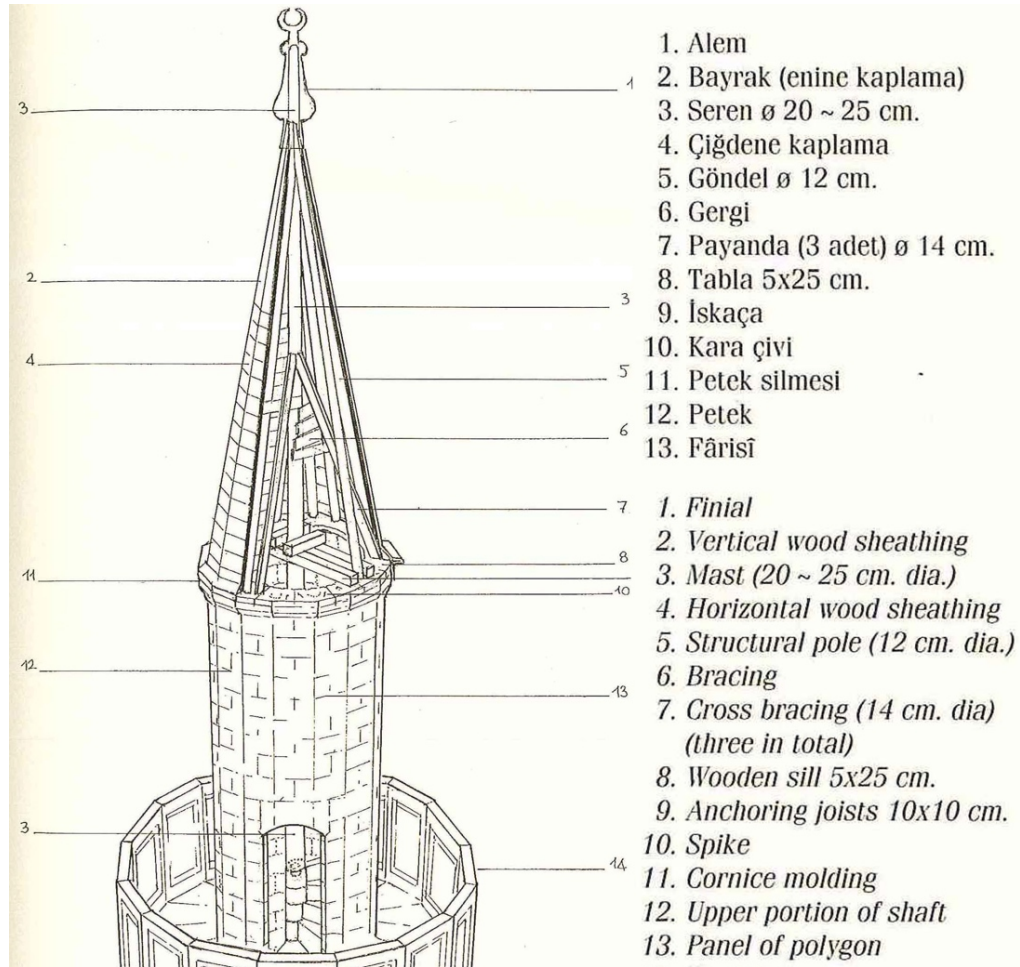 1. Alem
2. Bayrak (enine kaplama)
3. Seren ø 20 ~ 25 cm.
4. Çiğdene kaplama
5. Göndel ø 12 cm.
6. Gergi
7. Payanda (3 adet) ø 14 cm.
8. Tabla 5x25 cm.
9. İskaça
10. Kara çivi
11. Petek silmesi
12. Petek
13. Fârisî
1. Finial
2. Vertical wood sheathing
3. Mast (20 ~ 25 cm. dia.)
4. Horizontal wood sheathing
5. Structural pole (12 cm. dia.)
6. Bracing
7. Cross bracing (14 cm. dia)
(three in total)
8. Wooden sill 5x25 cm.
9. Anchoring joists 10x10 cm.
10. Spike
11. Cornice molding
12. Upper portion of shaft
13. Panel of polygon
1
3
2
3
4
5
6
7
8
11
10
12
13
3
14